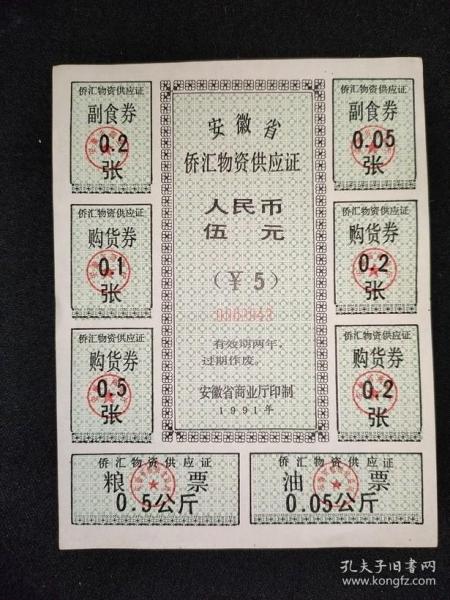 侨汇物资供应证
副食券
0.2
张
侨汇物资供应证
购货券
0.1
张
侨汇物资供应证
购货券
0.5
张
安徽省
侨汇物资供应证
人民币
伍元
（￥5）
有效期两年，
过期作废。
安徽省商业厅印制
1991年
侨汇物资供应证
副食券
0.05
张
侨汇物资供应证
购货券
0.2
张
侨汇物资供应证
购货券
0.2
张
侨汇物资供应证
粮票
0.5公斤
侨汇物资供应证
油票
0.05公斤
孔夫子旧书网
www.kongfz.com